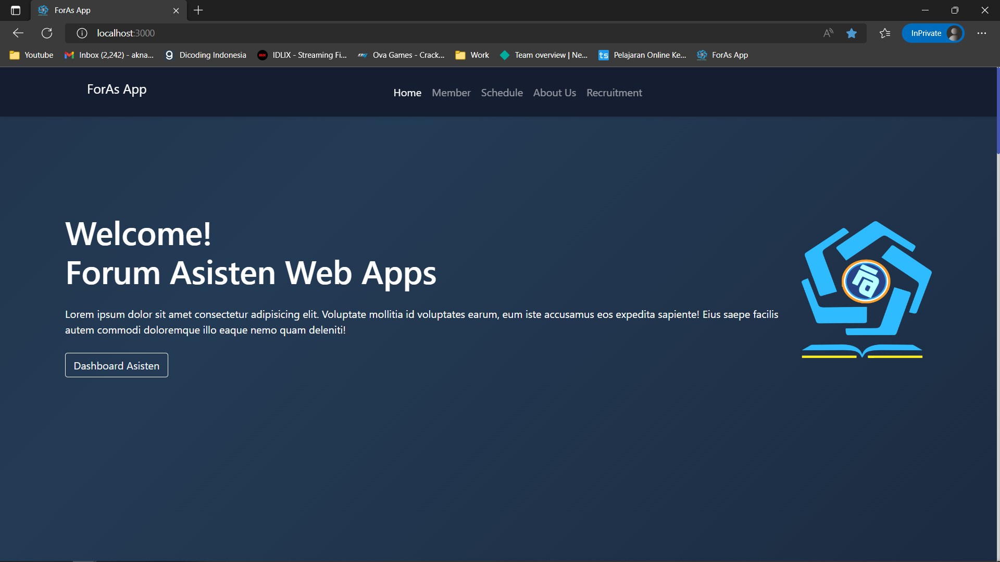 ForAs App
localhost:3000
InPrivate
Youtube
Inbox (2,242) - akna...
Dicoding Indonesia
IDLIX - Streaming Fi...
Ova Games - Crack...
Work
Team overview | Ne...
ts
Pelajaran Online Ke...
ForAs App
ForAs App
Home
Member
Schedule
About Us
Recruitment
Welcome!
Forum Asisten Web Apps
Lorem ipsum dolor sit amet consectetur adipisicing elit. Voluptate mollitia id voluptates earum, eum iste accusamus eos expedita sapiente! Eius saepe facilis
autem commodi doloremque illo eaque nemo quam deleniti!
Dashboard Asisten